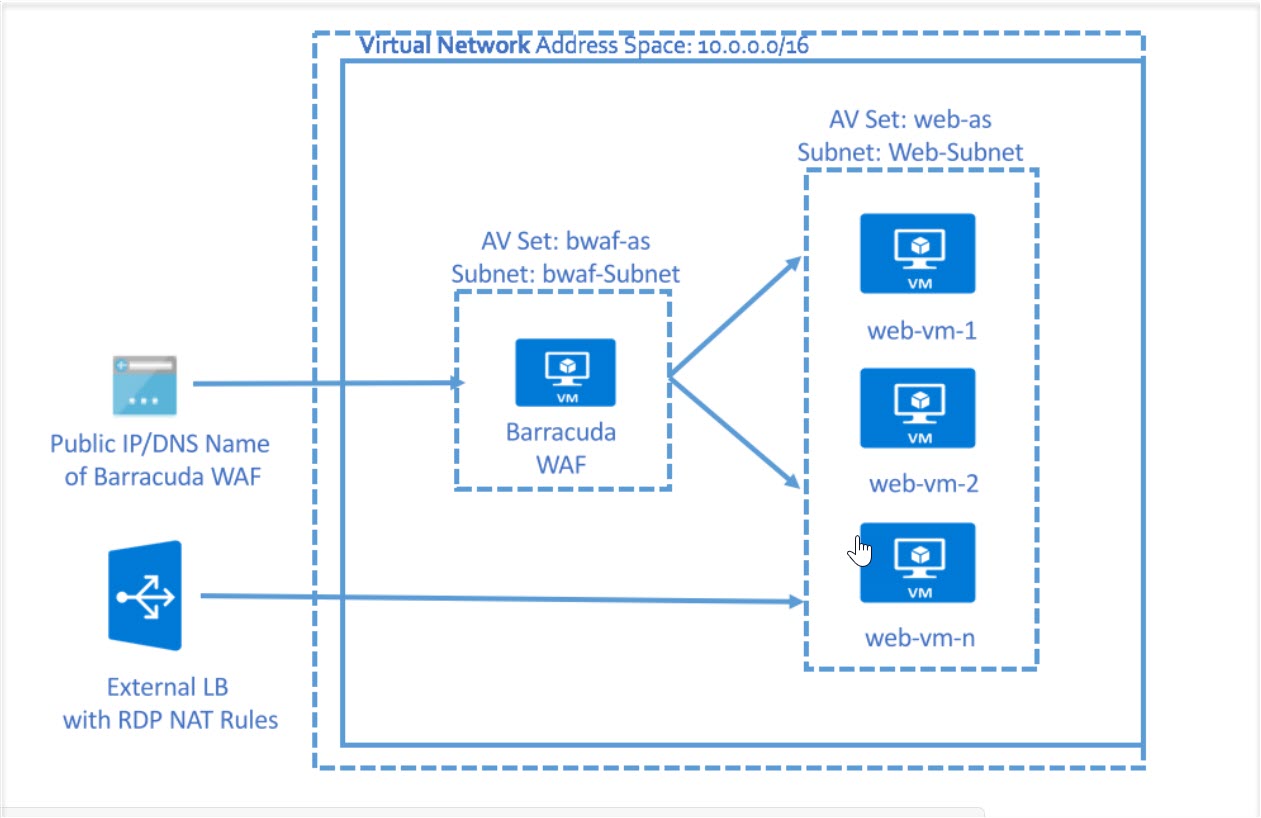 Virtual Network Address Space: 10.0.0.0/16
AV Set: web-as
Subnet: Web-Subnet
AV Set: bwaf-as
Subnet: bwaf-Subnet
VM
web-vm-1
VM
Barracuda
WAF
VM
web-vm-2
Public IP/DNS Name
of Barracuda WAF
VM
web-vm-n
External LB
with RDP NAT Rules